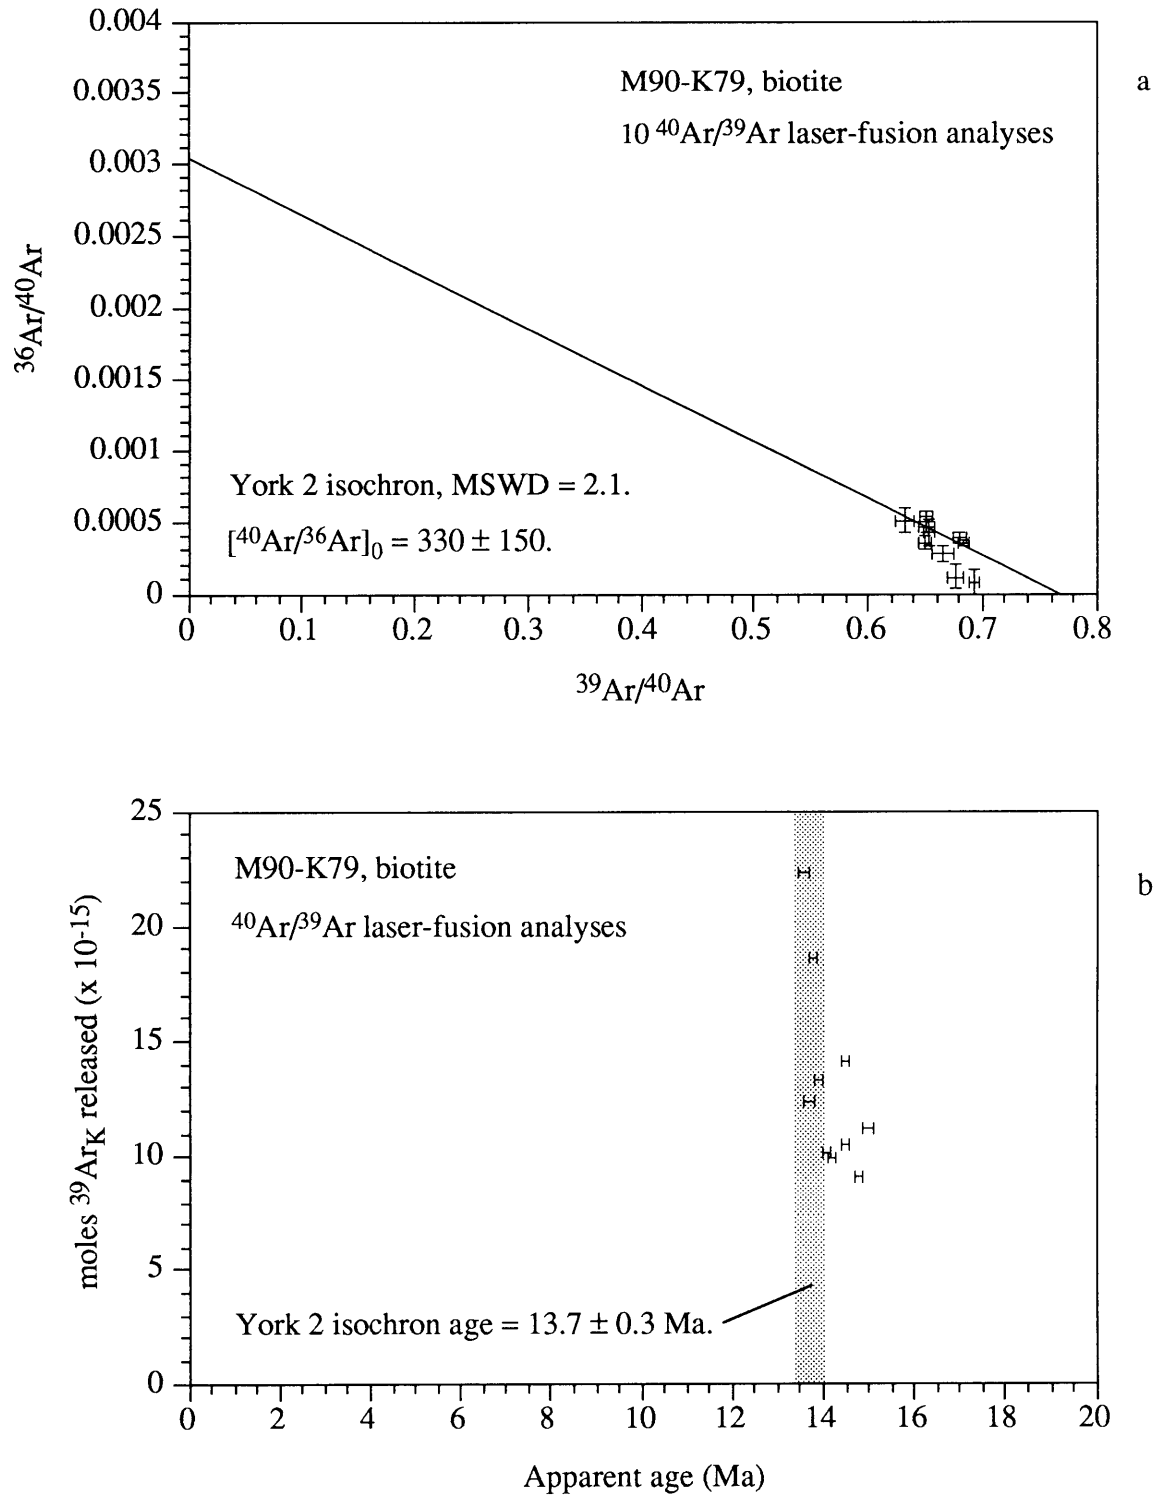 0.004
0.0035
0.003
0.0025
0.002
0.0015
0.001
0.0005
0
³⁶Ar/⁴⁰Ar
M90-K79, biotite
10 ⁴⁰Ar/³⁹Ar laser-fusion analyses
a
York 2 isochron, MSWD = 2.1.
[⁴⁰Ar/³⁶Ar]₀ = 330 ± 150.
0 0.1 0.2 0.3 0.4 0.5 0.6 0.7 0.8
³⁹Ar/⁴⁰Ar
25
20
15
10
5
0
moles ³⁹Ar_K released (x 10⁻¹⁵)
M90-K79, biotite
⁴⁰Ar/³⁹Ar laser-fusion analyses
b
York 2 isochron age = 13.7 ± 0.3 Ma.
0 2 4 6 8 10 12 14 16 18 20
Apparent age (Ma)